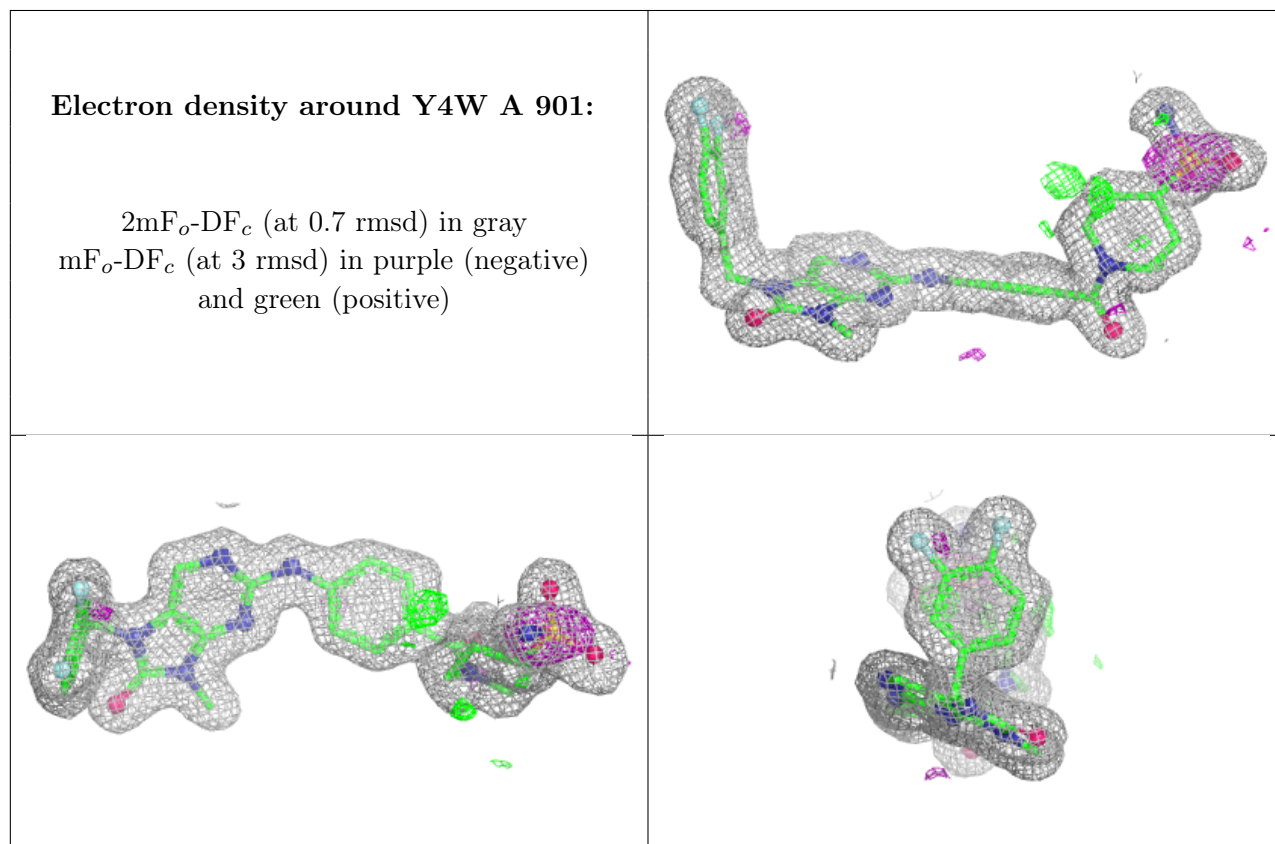 Electron density around Y4W A 901:
2mFo-DFc (at 0.7 rmsd) in gray
mFo-DFc (at 3 rmsd) in purple (negative)
and green (positive)